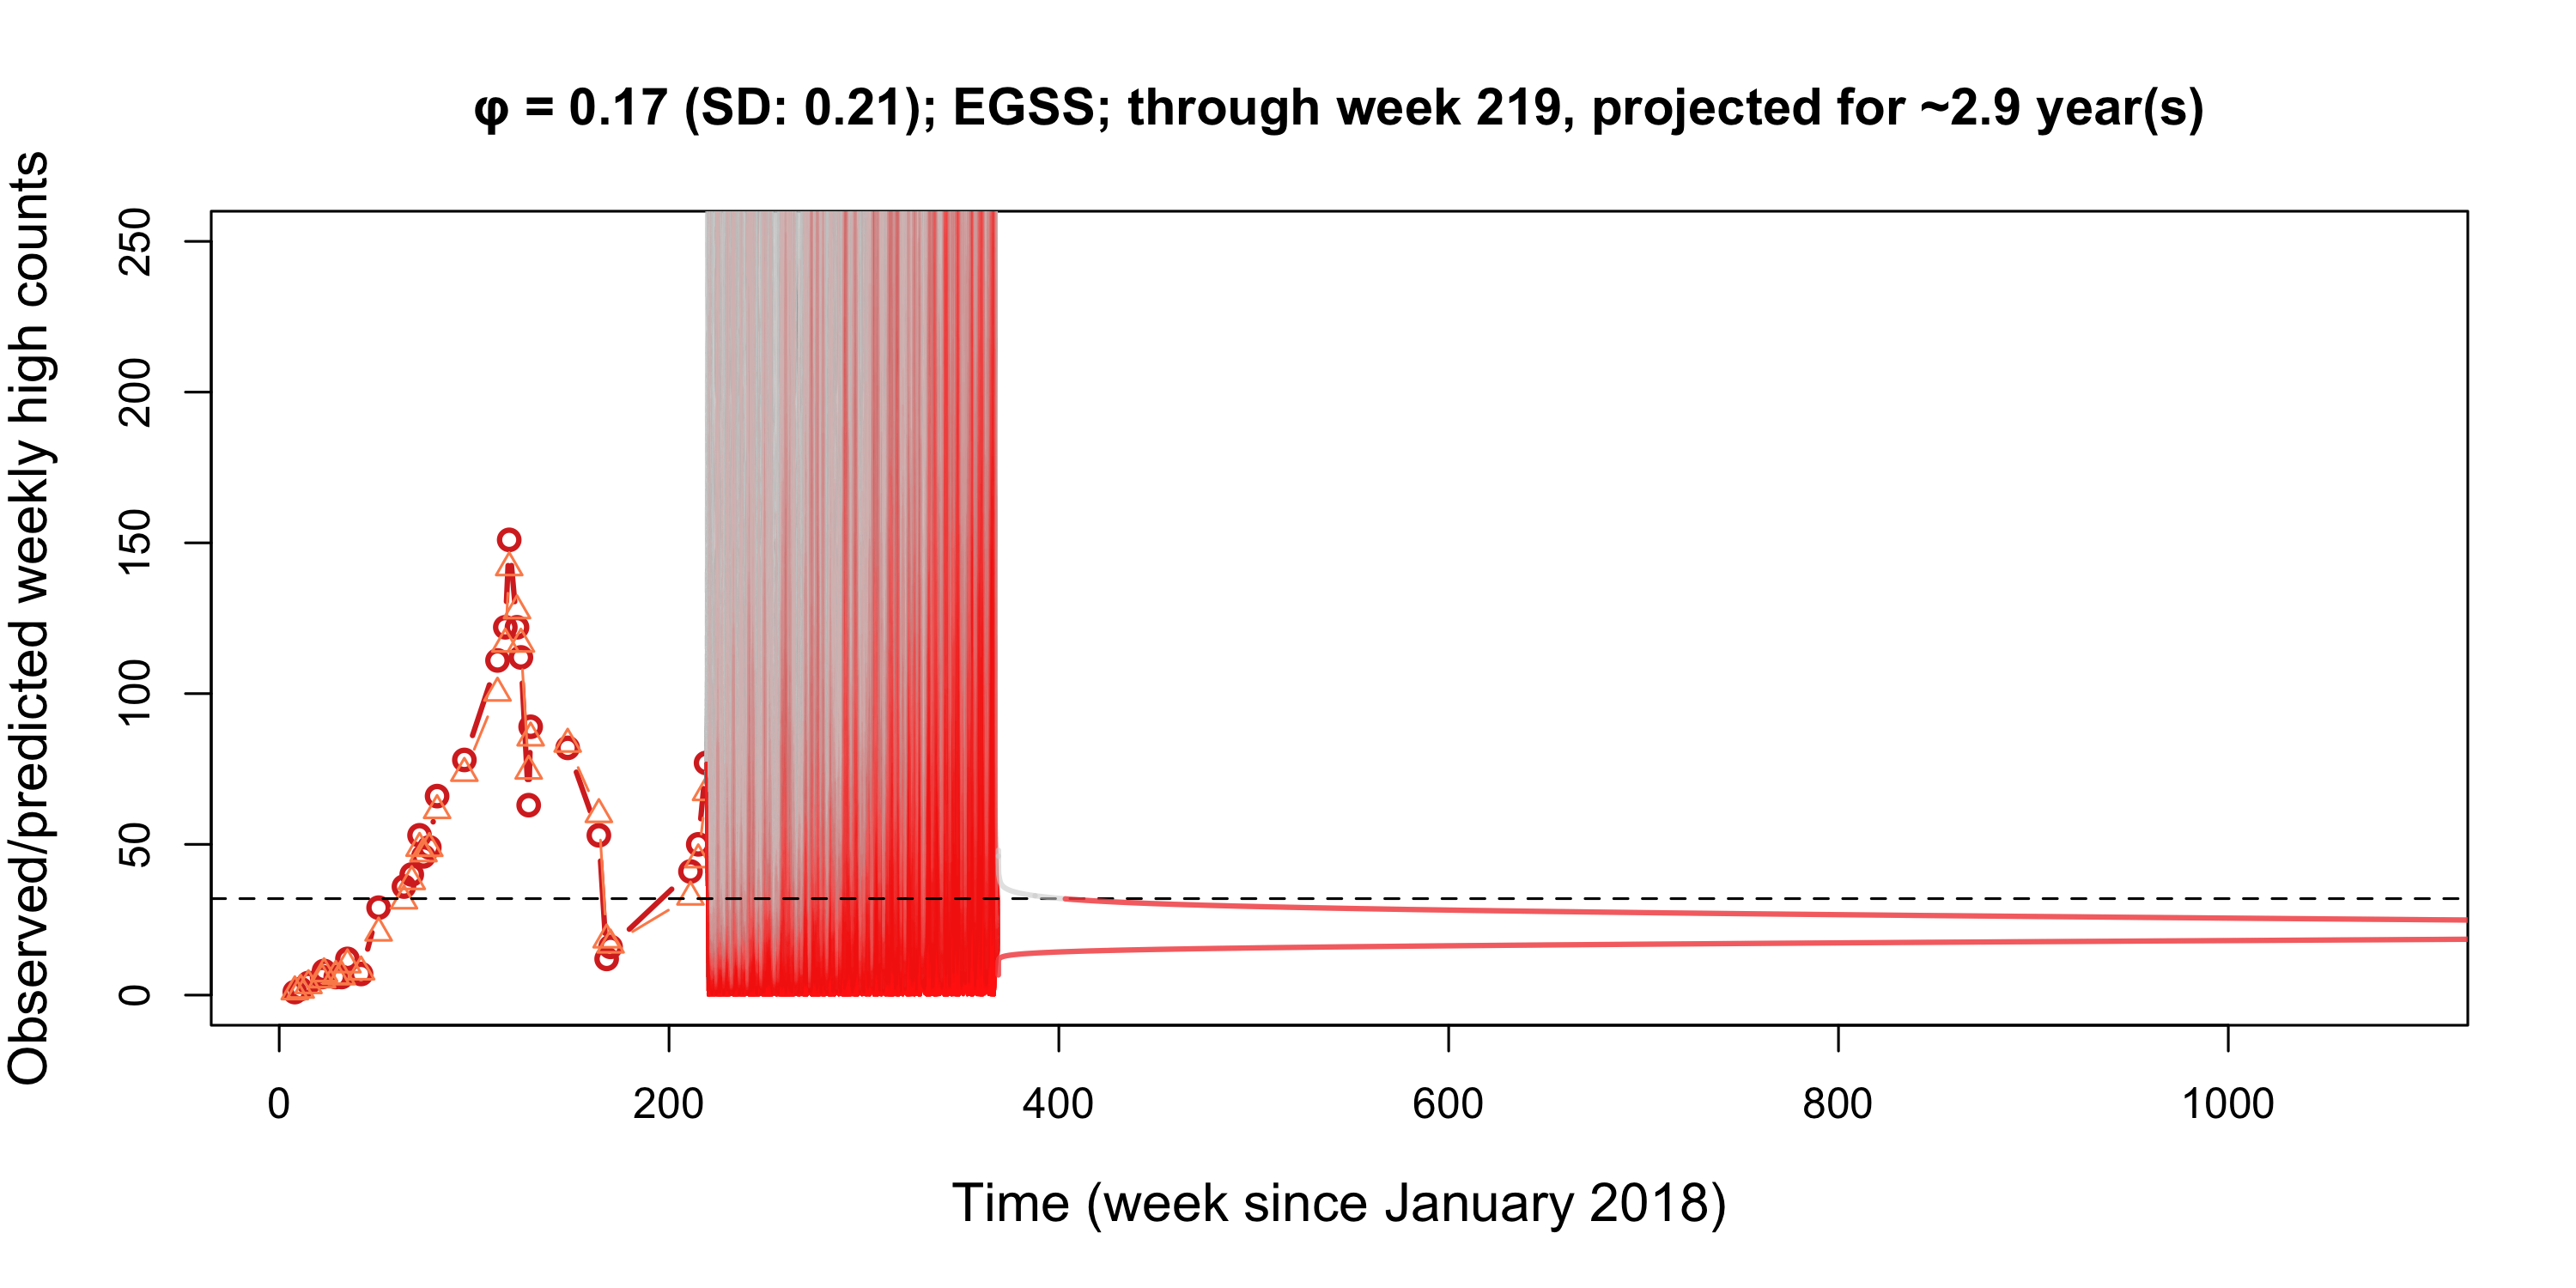 φ = 0.17 (SD: 0.21); EGSS; through week 219, projected for ~2.9 year(s)
Observed/predicted weekly high counts
250
200
150
100
50
0
0 200 400 600 800 1000
Time (week since January 2018)